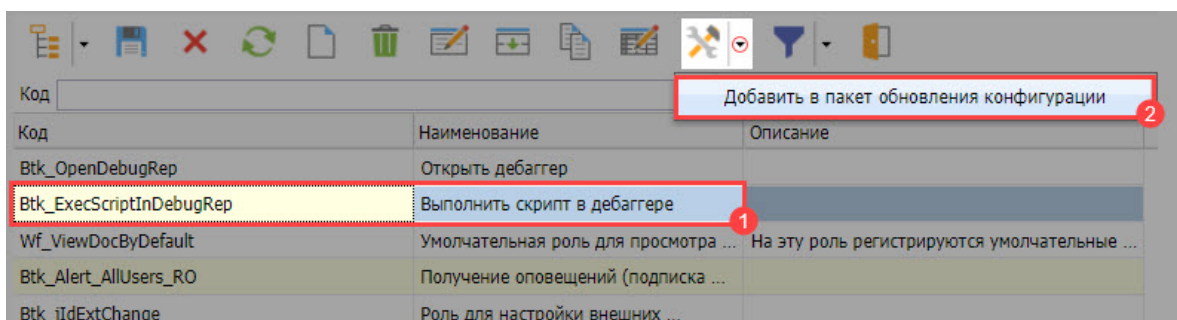 Код
Добавить в пакет обновления конфигурации
2
Код Наименование Описание
Btk_OpenDebugRep Открыть дебаггер
Btk_ExecScriptInDebugRep Выполнить скрипт в дебаггере
1
Wf_ViewDocByDefault Умолчательная роль для просмотра ... На эту роль регистрируются умолчательные ...
Btk_Alert_AllUsers_RO Получение оповещений (подписка ...
Btk_iIdExtChange Роль для настройки внешних ...